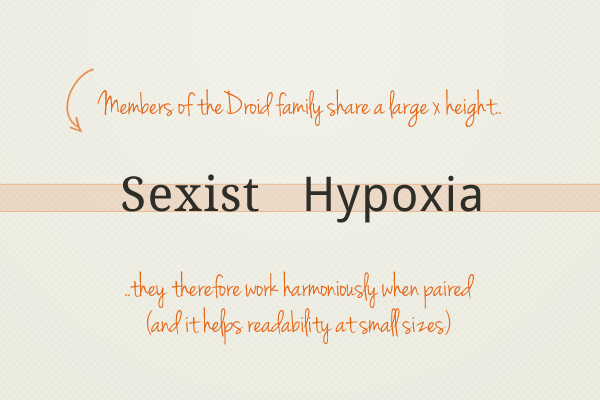 Members of the Droid family share a large x height..
Sexist Hypoxia
..they therefore work harmoniously when paired
(and it helps readability at small sizes)